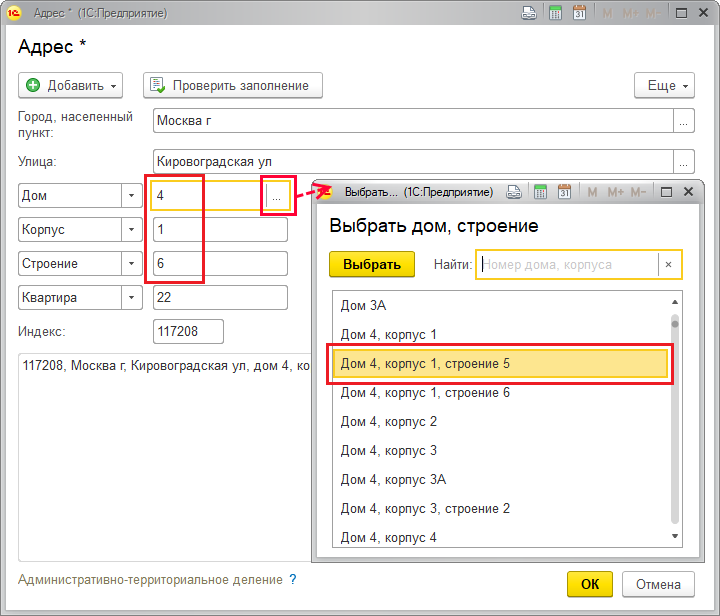 Адрес * (1С:Предприятие)
31 M M+ M-
Адрес *
Добавить
Проверить заполнение
Еще
Город, населенный пункт:
Москва г
...
Улица:
Кировоградская ул
...
Дом
4
...
Корпус
1
Строение
6
Квартира
22
Индекс:
117208
117208, Москва г, Кировоградская ул, дом 4, ко
Выбрать... (1С:Предприятие)
31 M M+ M-
Выбрать дом, строение
Выбрать
Найти:
Номер дома, корпуса
×
Дом 3А
Дом 4, корпус 1
Дом 4, корпус 1, строение 5
Дом 4, корпус 1, строение 6
Дом 4, корпус 2
Дом 4, корпус 3
Дом 4, корпус 3А
Дом 4, корпус 3, строение 2
Дом 4, корпус 4
Административно-территориальное деление ?
ОК
Отмена